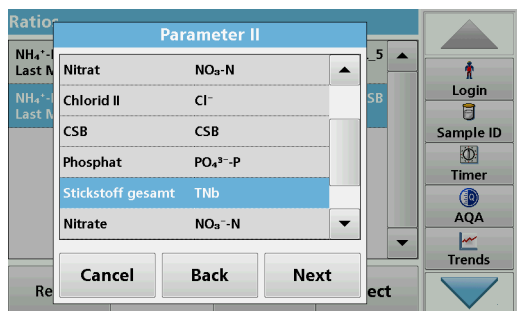 Ratios
Parameter II
NH₄⁺-N
Last M
_5
NH₄⁺-
Last M
SB
Nitrat NO₃-N
Chlorid II Cl⁻
CSB CSB
Phosphat PO₄³⁻-P
Stickstoff gesamt TNb
Nitrate NO₃⁻-N
Cancel Back Next
Re
ect
Login
Sample ID
Timer
AQA
Trends